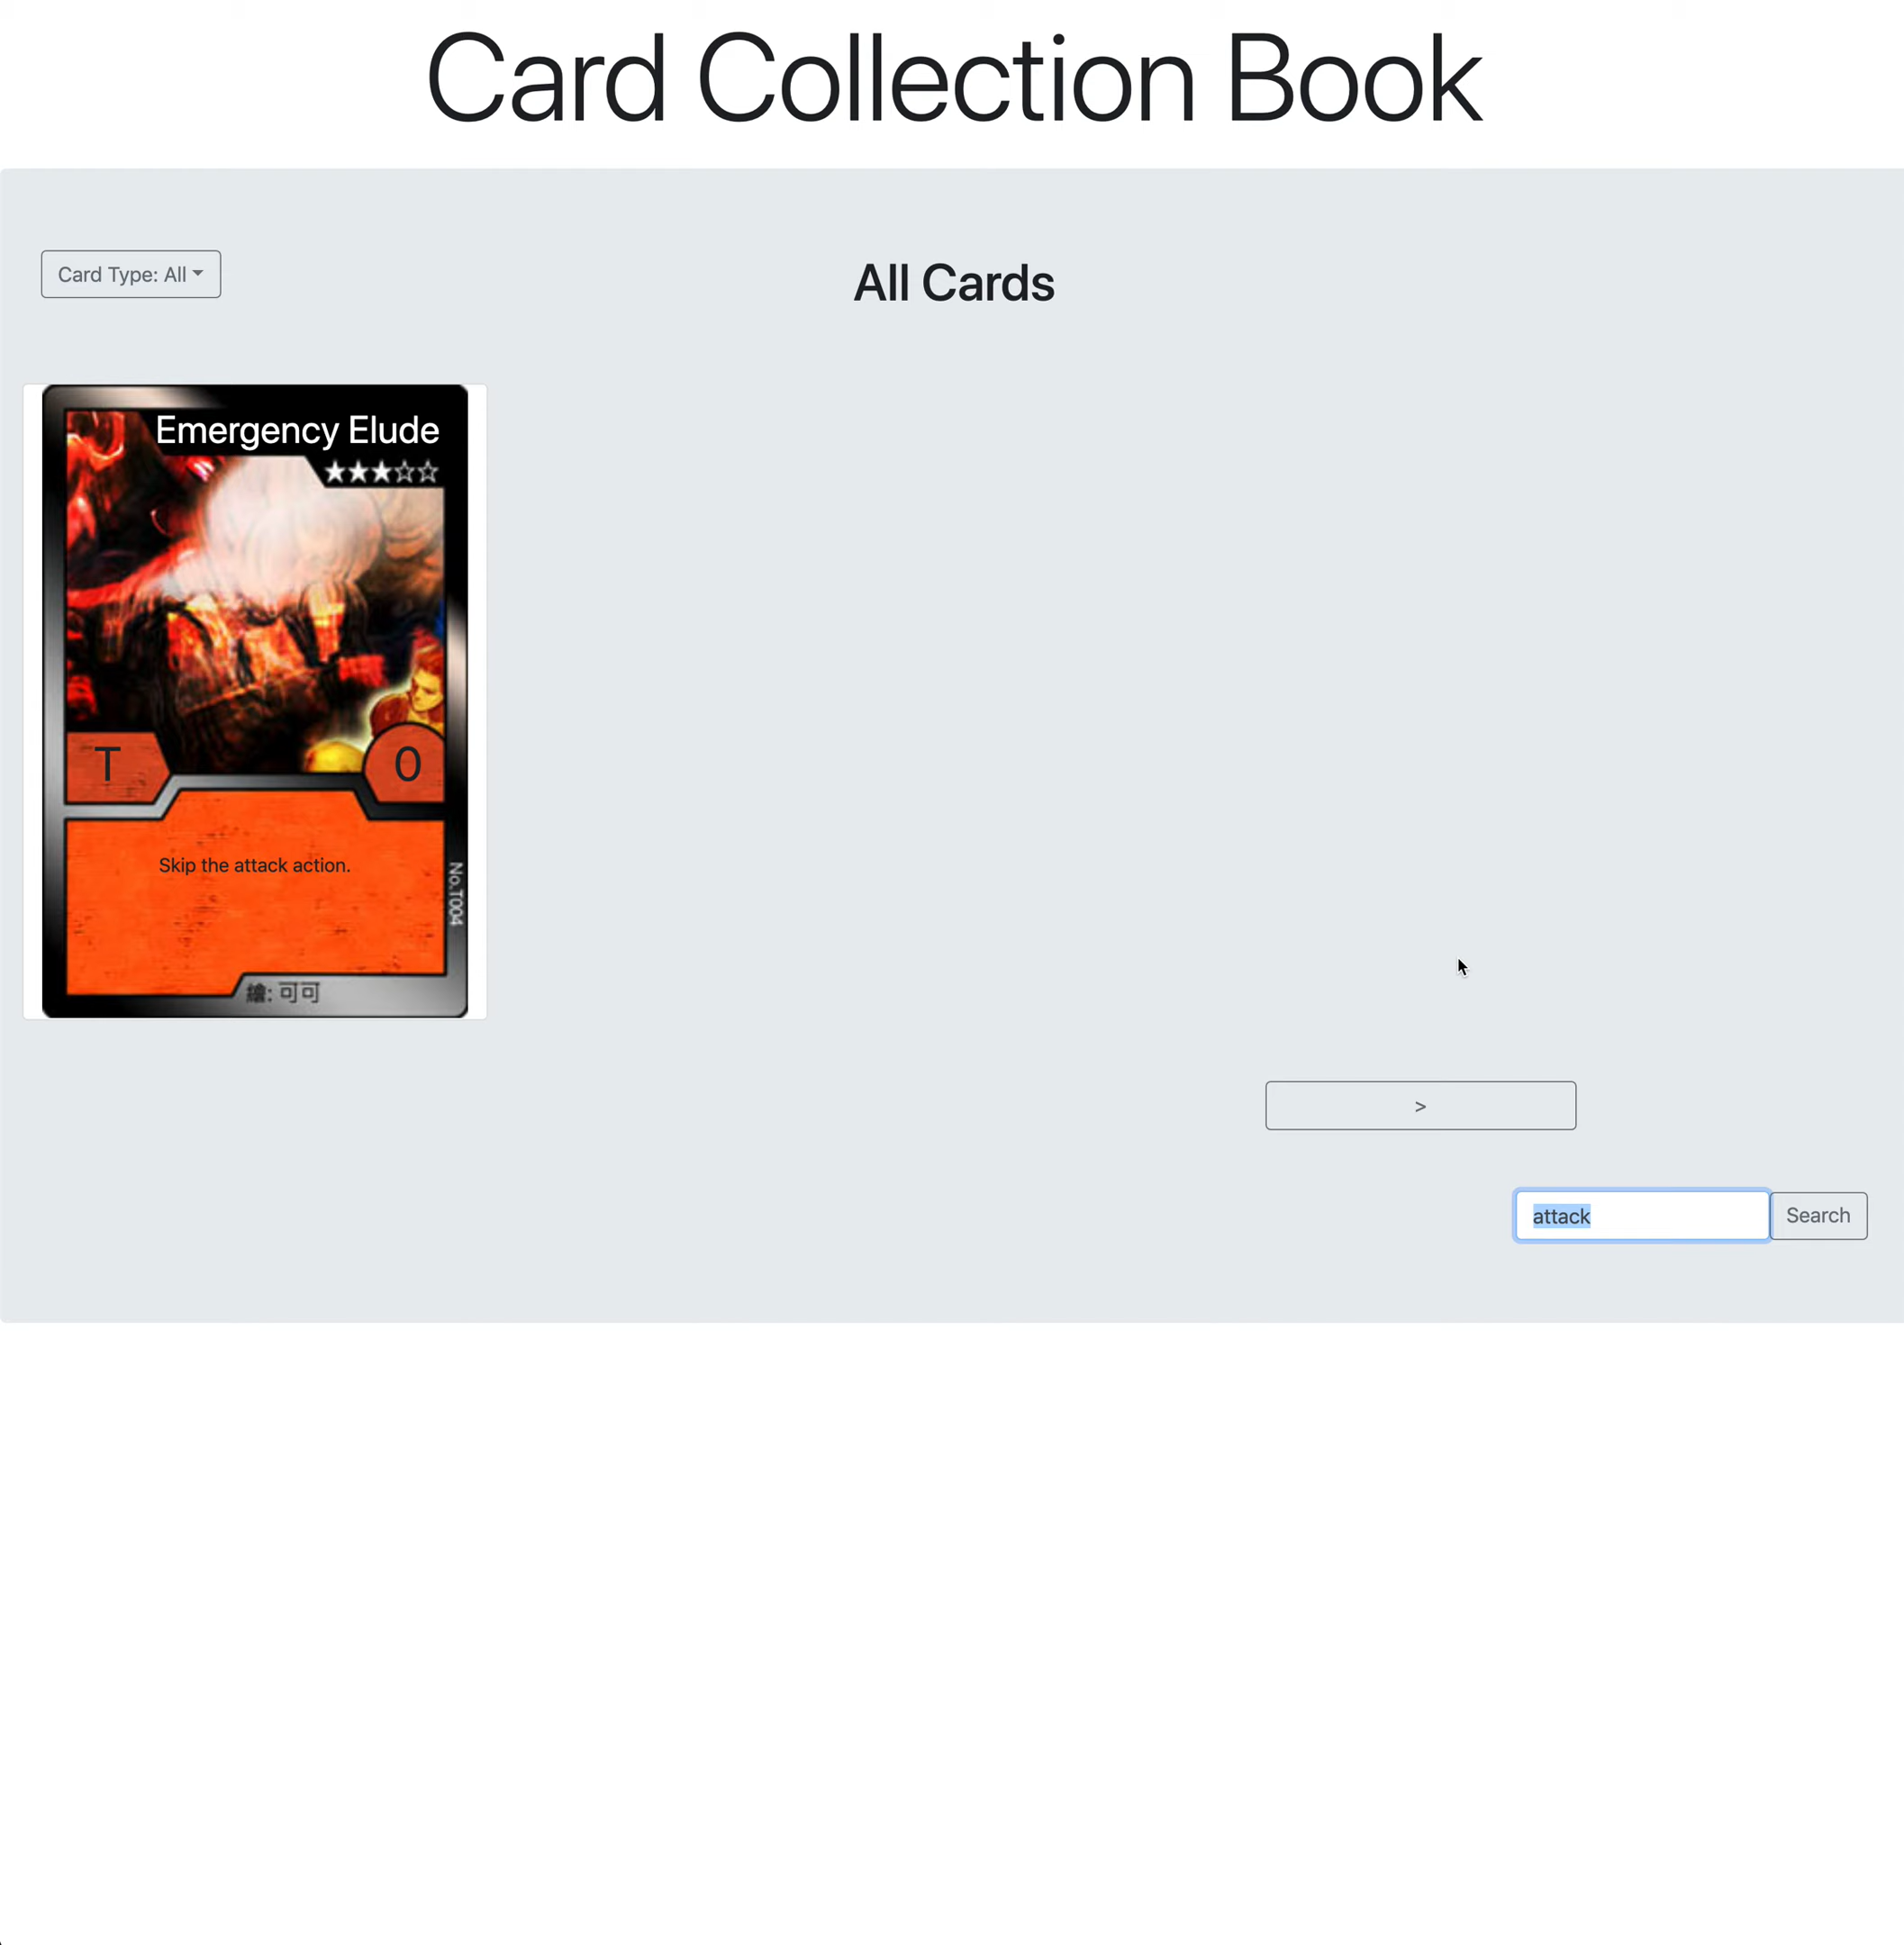 Card Collection Book
Card Type: All
All Cards
Emergency Elude
★★★☆☆
T
0
Skip the attack action.
No.T004
繪: 可可
>
attack
Search